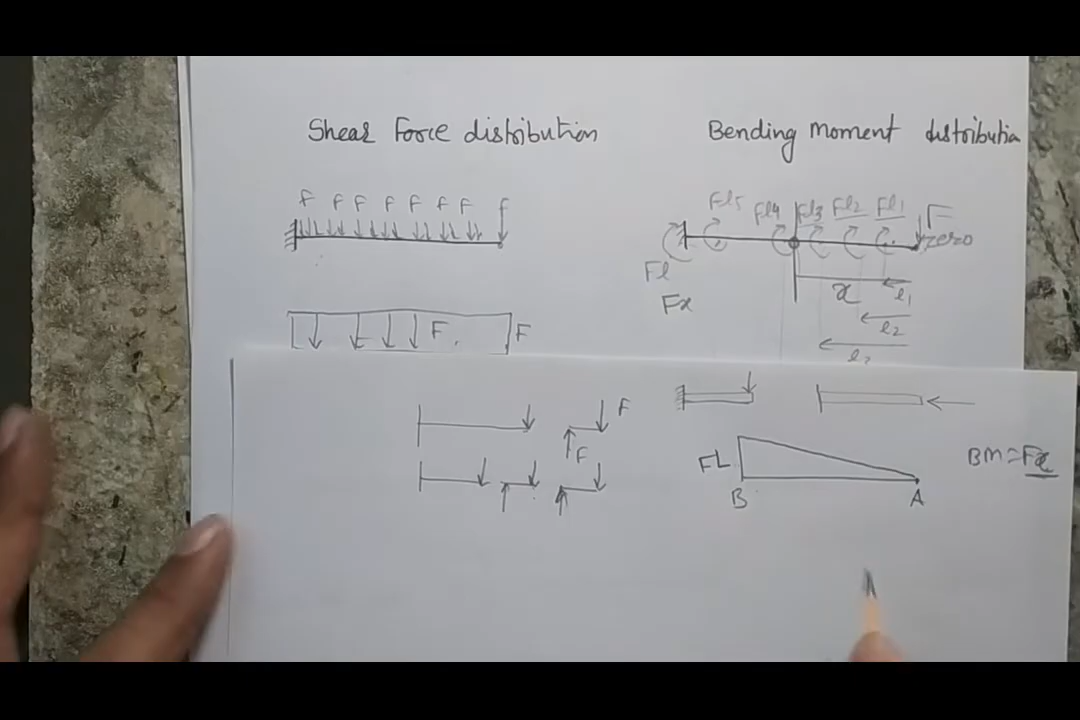 Shear Force distribution
Bending moment distributio
F F F F F F F F
Fl5 Fl4 Fl3 Fl2 Fl1 F
zero
Fl
Fx
x
l1
l2
F F
F
F
FL
B A
BM = Fx